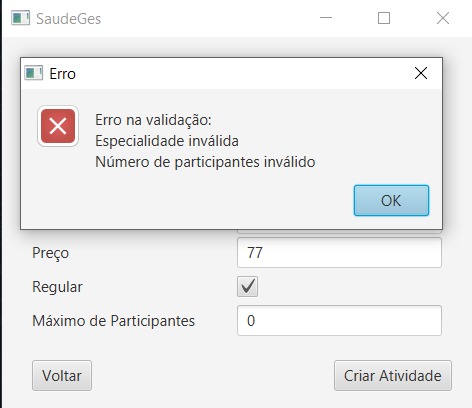 SaudeGes
Erro
Erro na validação:
Especialidade inválida
Número de participantes inválido
OK
Preço 77
Regular
Máximo de Participantes 0
Voltar Criar Atividade